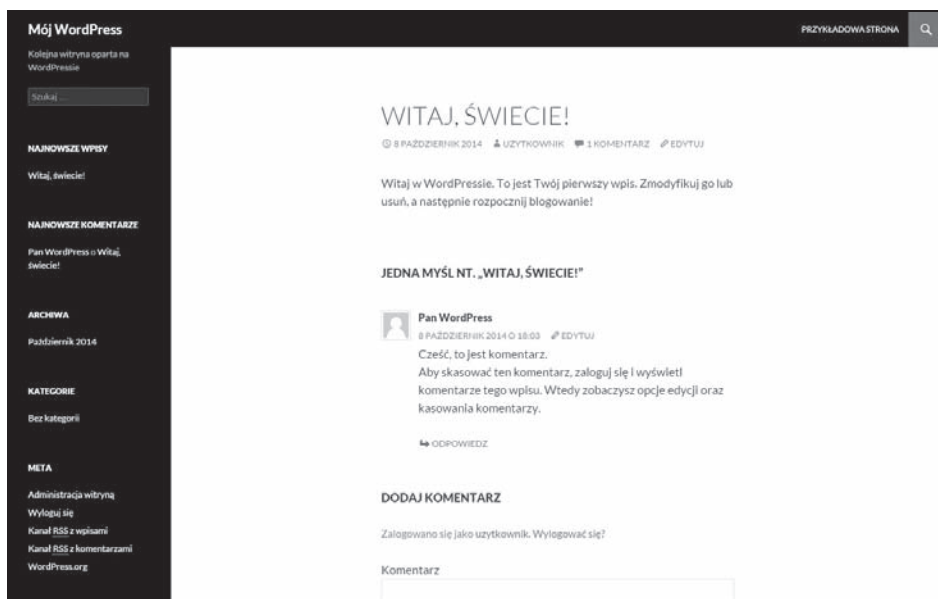 Mój WordPress
PRZYKŁADOWA STRONA
Kolejna witryna oparta na
WordPressie
Szukaj ...
NAJNOWSZE WPISY
Witaj, świecie!
NAJNOWSZE KOMENTARZE
Pan WordPress o Witaj,
świecie!
ARCHIWA
Październik 2014
KATEGORIE
Bez kategorii
META
Administracja witryną
Wyloguj się
Kanał RSS z wpisami
Kanał RSS z komentarzami
WordPress.org
WITAJ, ŚWIECIE!
8 PAŹDZIERNIK 2014 UZYTKOWNIK 1 KOMENTARZ EDYTUJ
Witaj w WordPressie. To jest Twój pierwszy wpis. Zmodyfikuj go lub
usuń, a następnie rozpocznij blogowanie!
JEDNA MYŚL NT. „WITAJ, ŚWIECIE!”
Pan WordPress
8 PAŹDZIERNIK 2014 O 18:03 EDYTUJ
Cześć, to jest komentarz.
Aby skasować ten komentarz, zaloguj się i wyświetl
komentarze tego wpisu. Wtedy zobaczysz opcje edycji oraz
kasowania komentarzy.
ODPOWIEDZ
DODAJ KOMENTARZ
Zalogowano się jako uzytkownik. Wylogować się?
Komentarz